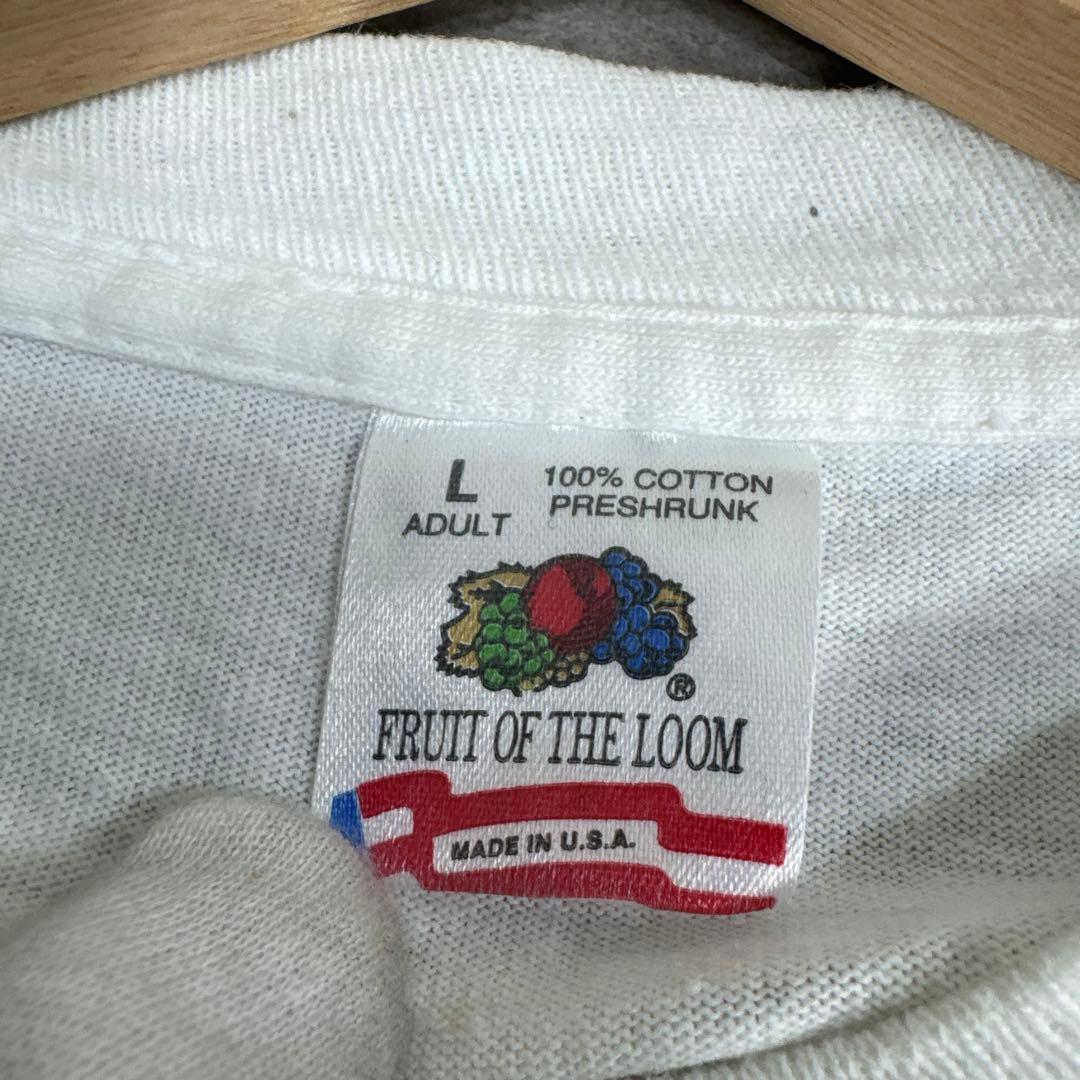 L
ADULT
100% COTTON
PRESHRUNK
®
FRUIT OF THE LOOM
MADE IN U.S.A.